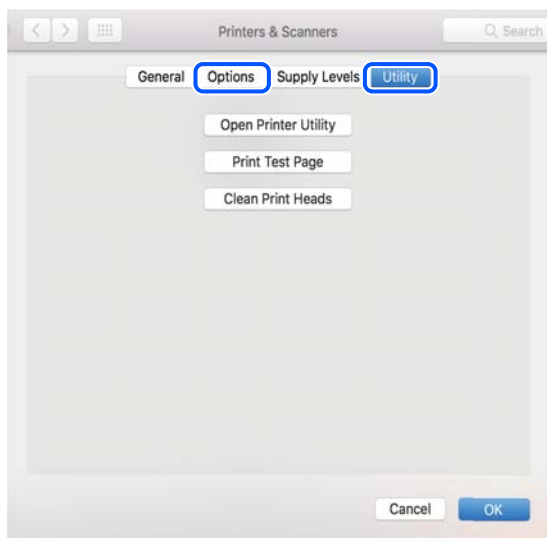 Printers & Scanners
Search
General Options Supply Levels Utility
Open Printer Utility
Print Test Page
Clean Print Heads
Cancel OK